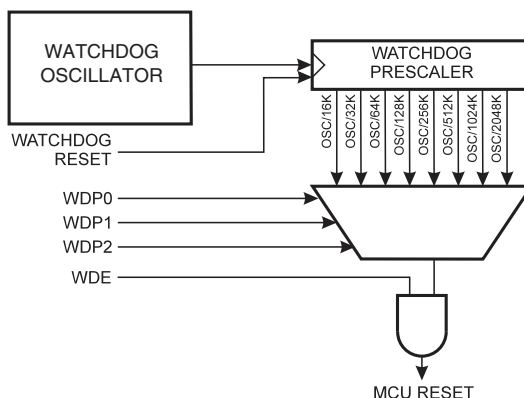 WATCHDOG
OSCILLATOR
WATCHDOG
PRESCALER
WATCHDOG
RESET
OSC/16K
OSC/32K
OSC/64K
OSC/128K
OSC/256K
OSC/512K
OSC/1024K
OSC/2048K
WDP0
WDP1
WDP2
WDE
MCU RESET